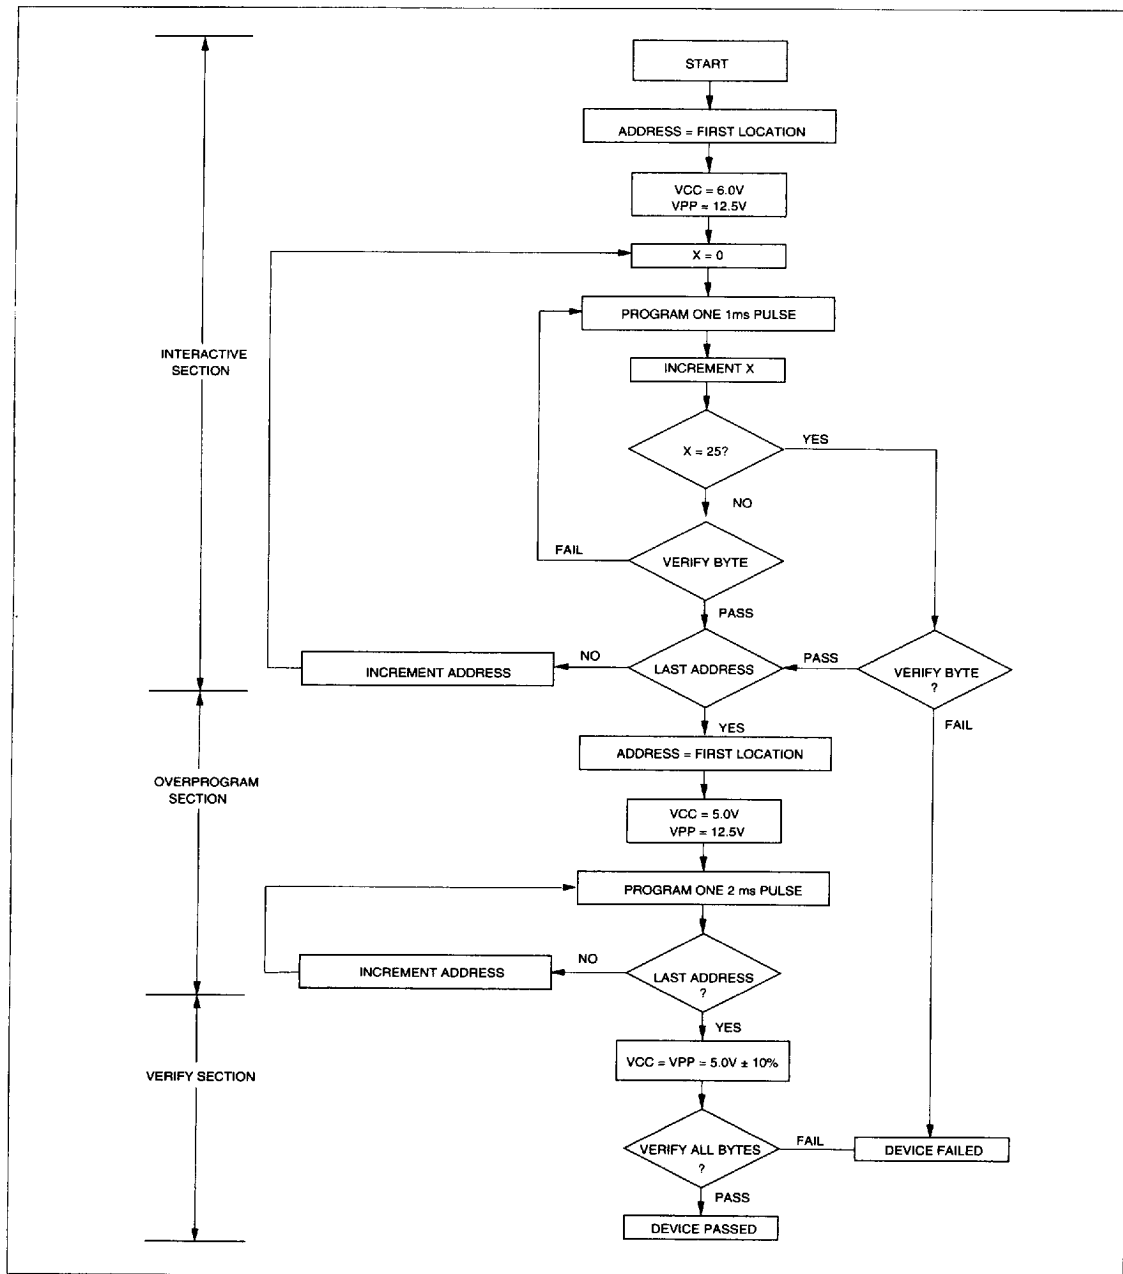 START
ADDRESS = FIRST LOCATION
VCC = 6.0V
VPP = 12.5V
X = 0
PROGRAM ONE 1ms PULSE
INTERACTIVE
SECTION
INCREMENT X
X = 25?
YES
NO
FAIL
VERIFY BYTE
PASS
INCREMENT ADDRESS
NO
LAST ADDRESS
PASS
VERIFY BYTE
?
FAIL
YES
ADDRESS = FIRST LOCATION
OVERPROGRAM
SECTION
VCC = 5.0V
VPP = 12.5V
PROGRAM ONE 2 ms PULSE
INCREMENT ADDRESS
NO
LAST ADDRESS
?
YES
VERIFY SECTION
VCC = VPP = 5.0V ± 10%
VERIFY ALL BYTES
?
FAIL
DEVICE FAILED
PASS
DEVICE PASSED